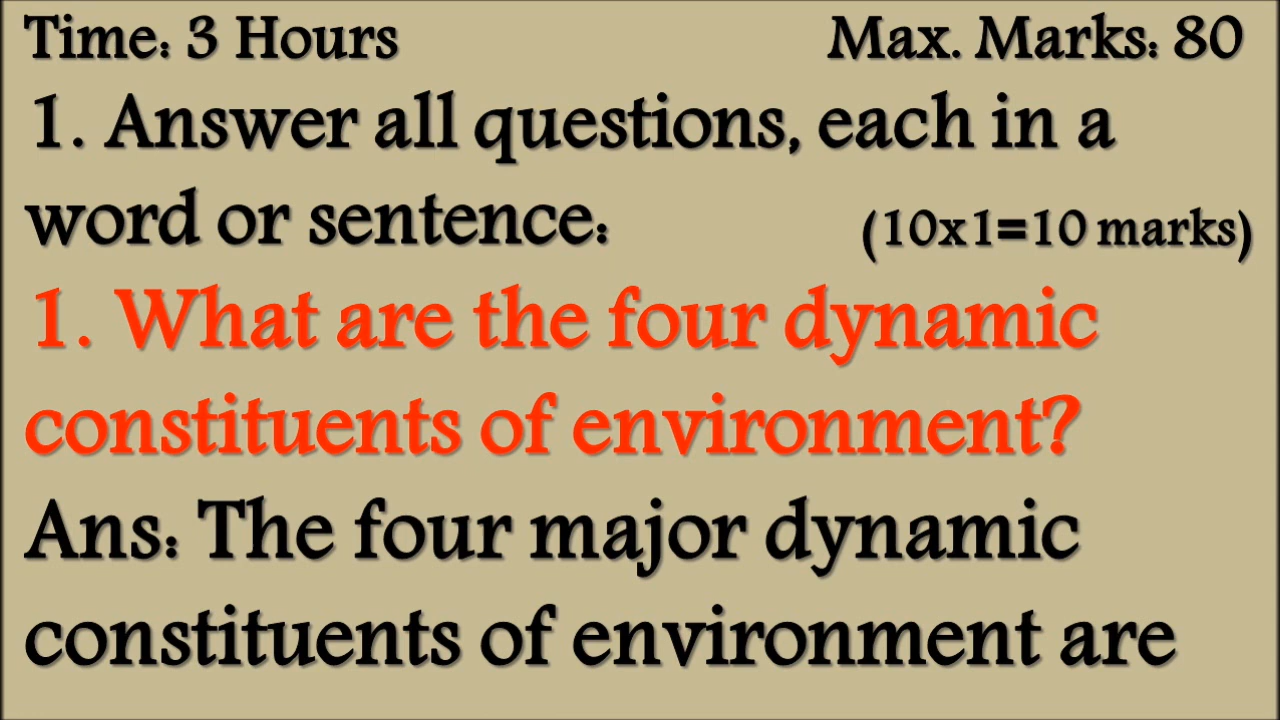 Time: 3 Hours Max. Marks: 80
1. Answer all questions, each in a
word or sentence: (10x1=10 marks)
1. What are the four dynamic
constituents of environment?
Ans: The four major dynamic
constituents of environment are